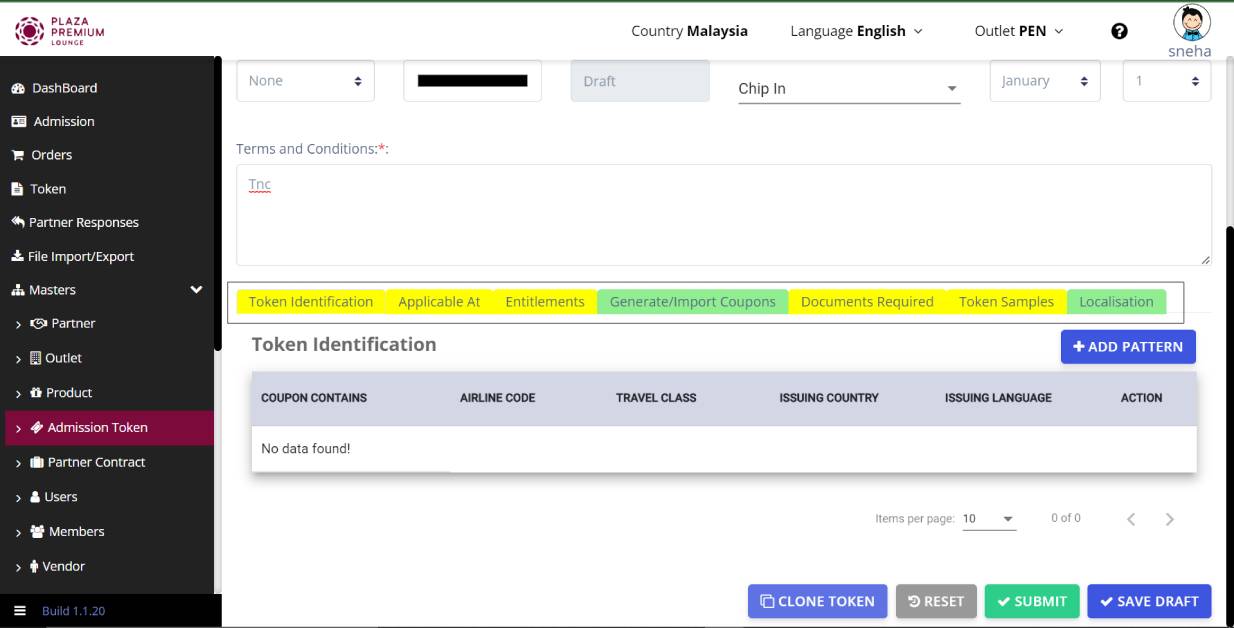 PLAZA
PREMIUM
LOUNGE
Country Malaysia
Language English
Outlet PEN
sneha
DashBoard
Admission
Orders
Token
Partner Responses
File Import/Export
Masters
Partner
Outlet
Product
Admission Token
Partner Contract
Users
Members
Vendor
Build 1.1.20
None
Draft
Chip In
January
1
Terms and Conditions:*:
Tnc
Token Identification Applicable At Entitlements Generate/Import Coupons Documents Required Token Samples Localisation
Token Identification
ADD PATTERN
COUPON CONTAINS AIRLINE CODE TRAVEL CLASS ISSUING COUNTRY ISSUING LANGUAGE ACTION
No data found!
Items per page: 10 0 of 0
CLONE TOKEN RESET SUBMIT SAVE DRAFT